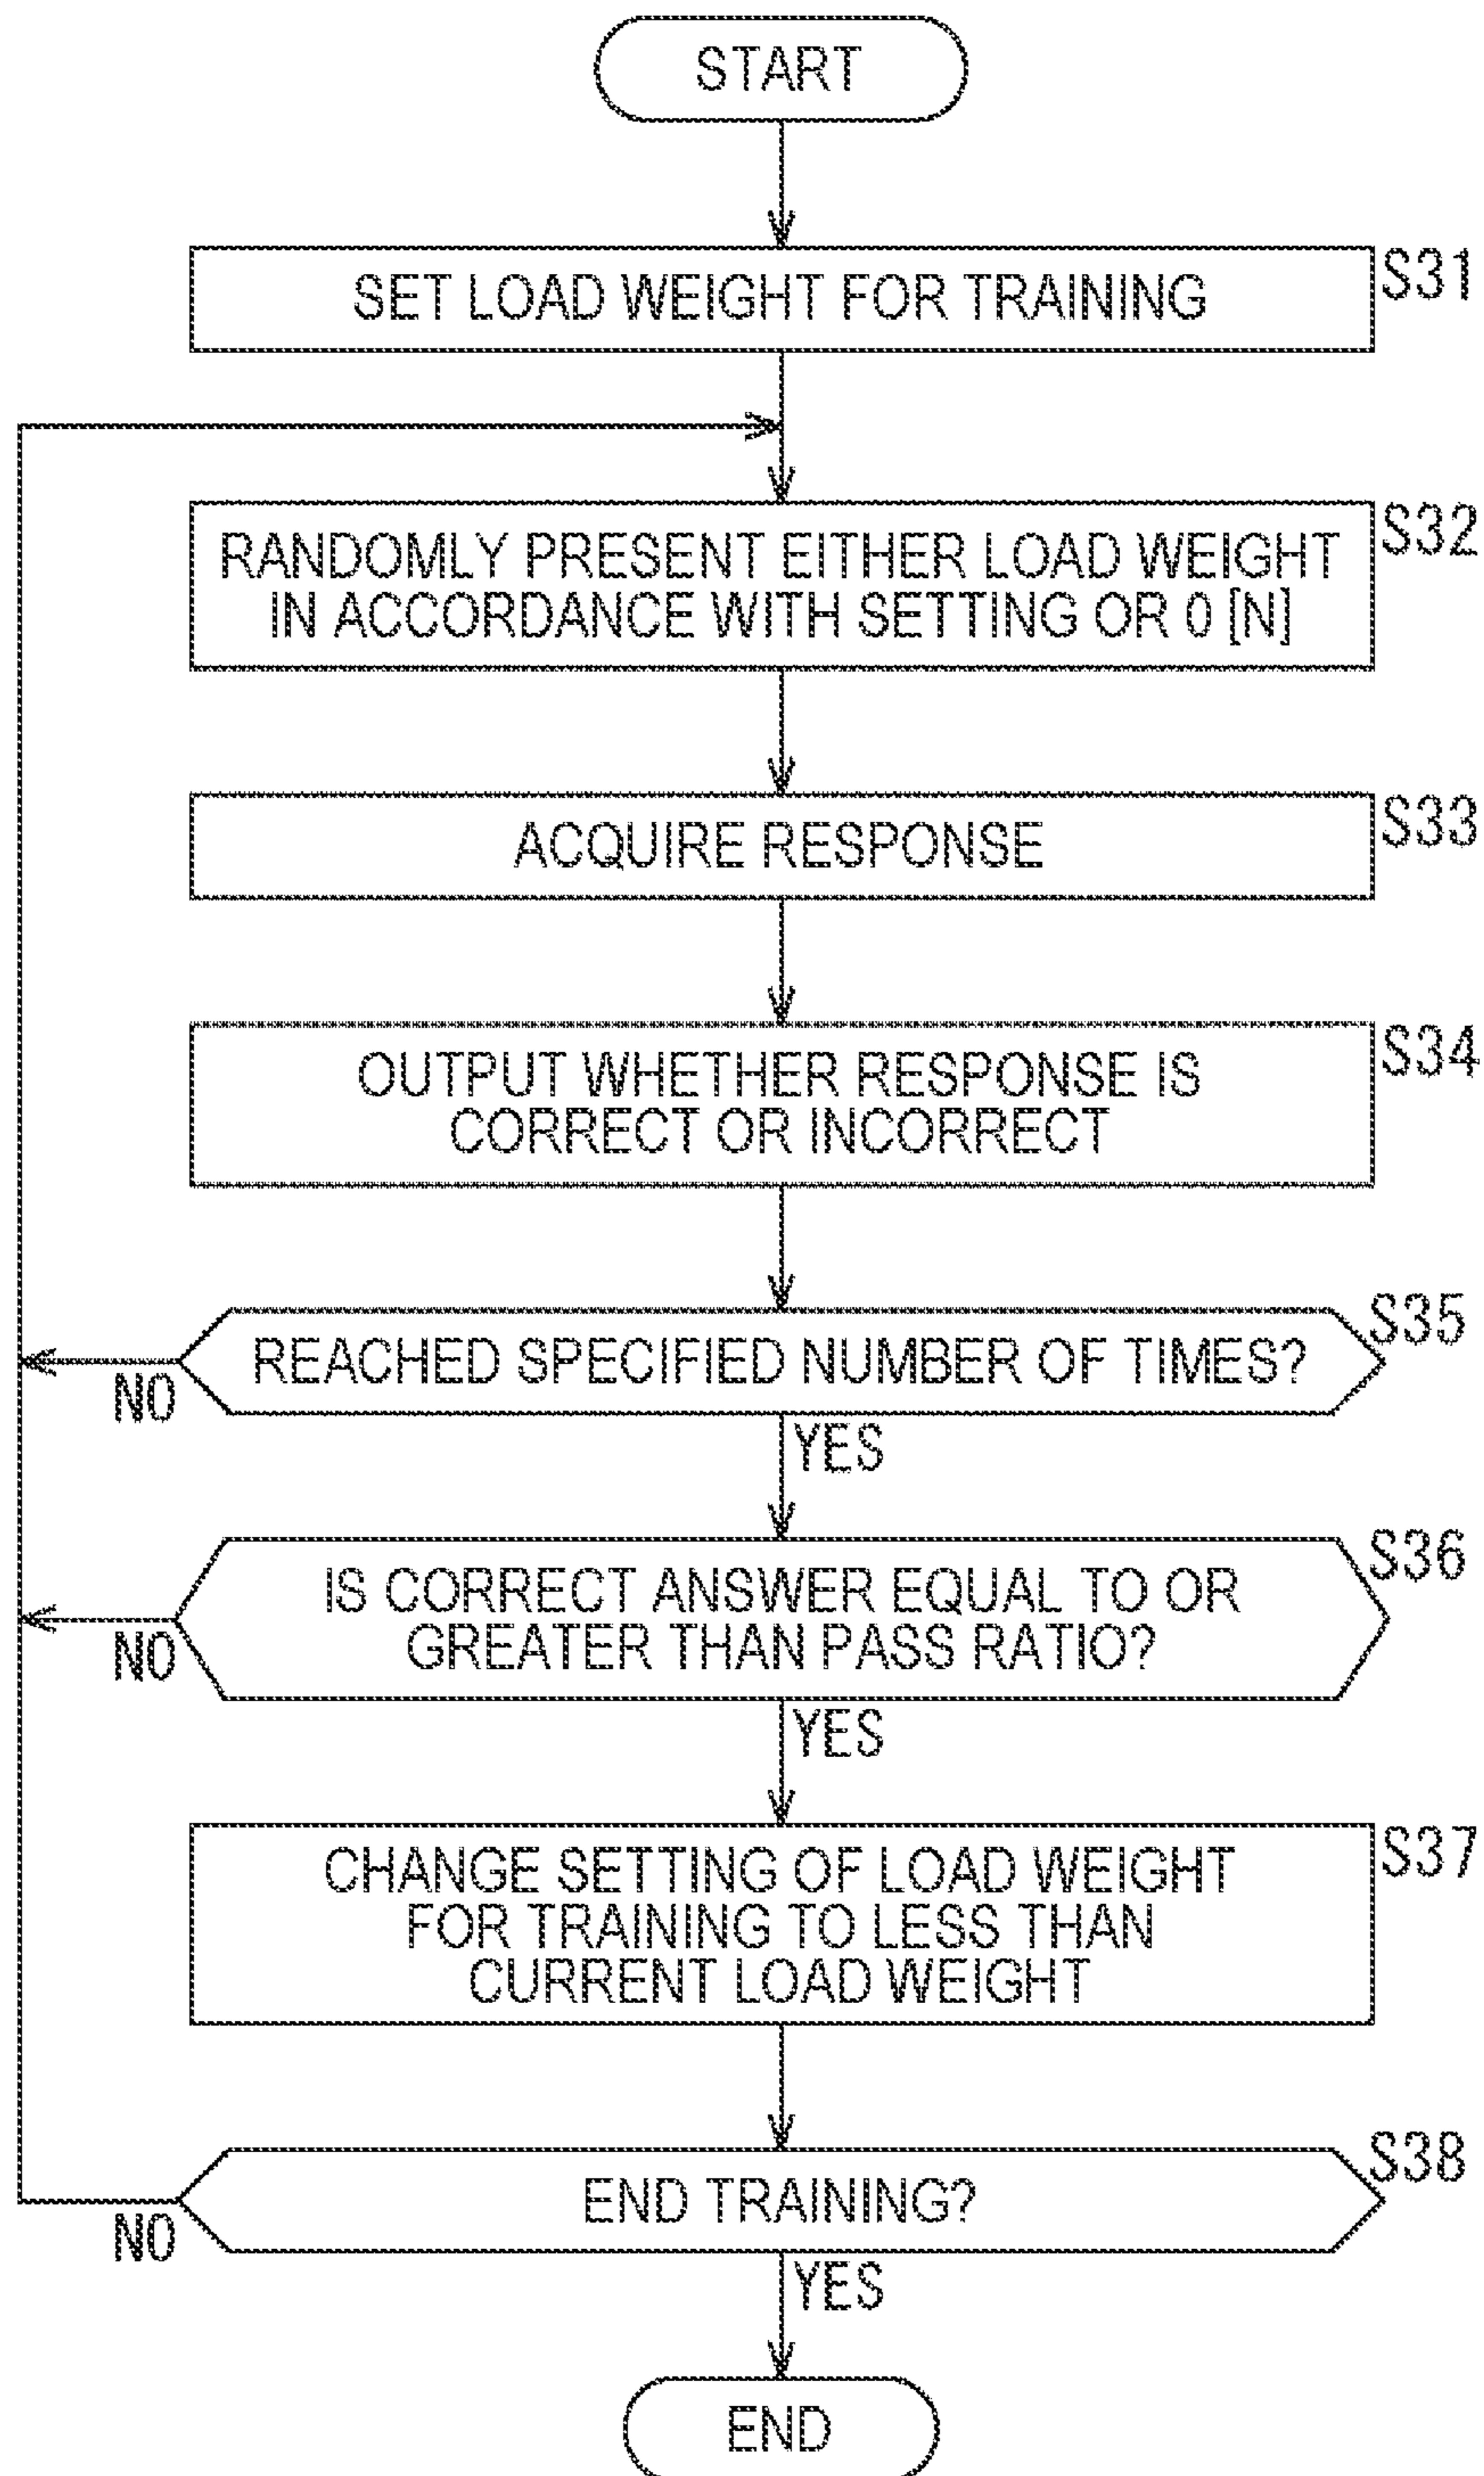 START
SET LOAD WEIGHT FOR TRAINING
S31
RANDOMLY PRESENT EITHER LOAD WEIGHT
IN ACCORDANCE WITH SETTING OR 0 [N]
S32
ACQUIRE RESPONSE
S33
OUTPUT WHETHER RESPONSE IS
CORRECT OR INCORRECT
S34
REACHED SPECIFIED NUMBER OF TIMES?
S35
NO
YES
IS CORRECT ANSWER EQUAL TO OR
GREATER THAN PASS RATIO?
S36
NO
YES
CHANGE SETTING OF LOAD WEIGHT
FOR TRAINING TO LESS THAN
CURRENT LOAD WEIGHT
S37
END TRAINING?
S38
NO
YES
END